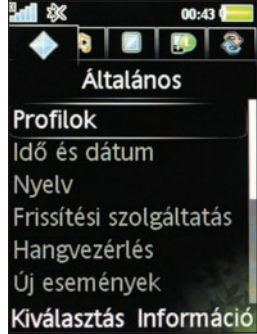 00:43
Általános
Profilok
Idő és dátum
Nyelv
Frissítési szolgáltatás
Hangvezérlés
Új események
Kiválasztás Információ